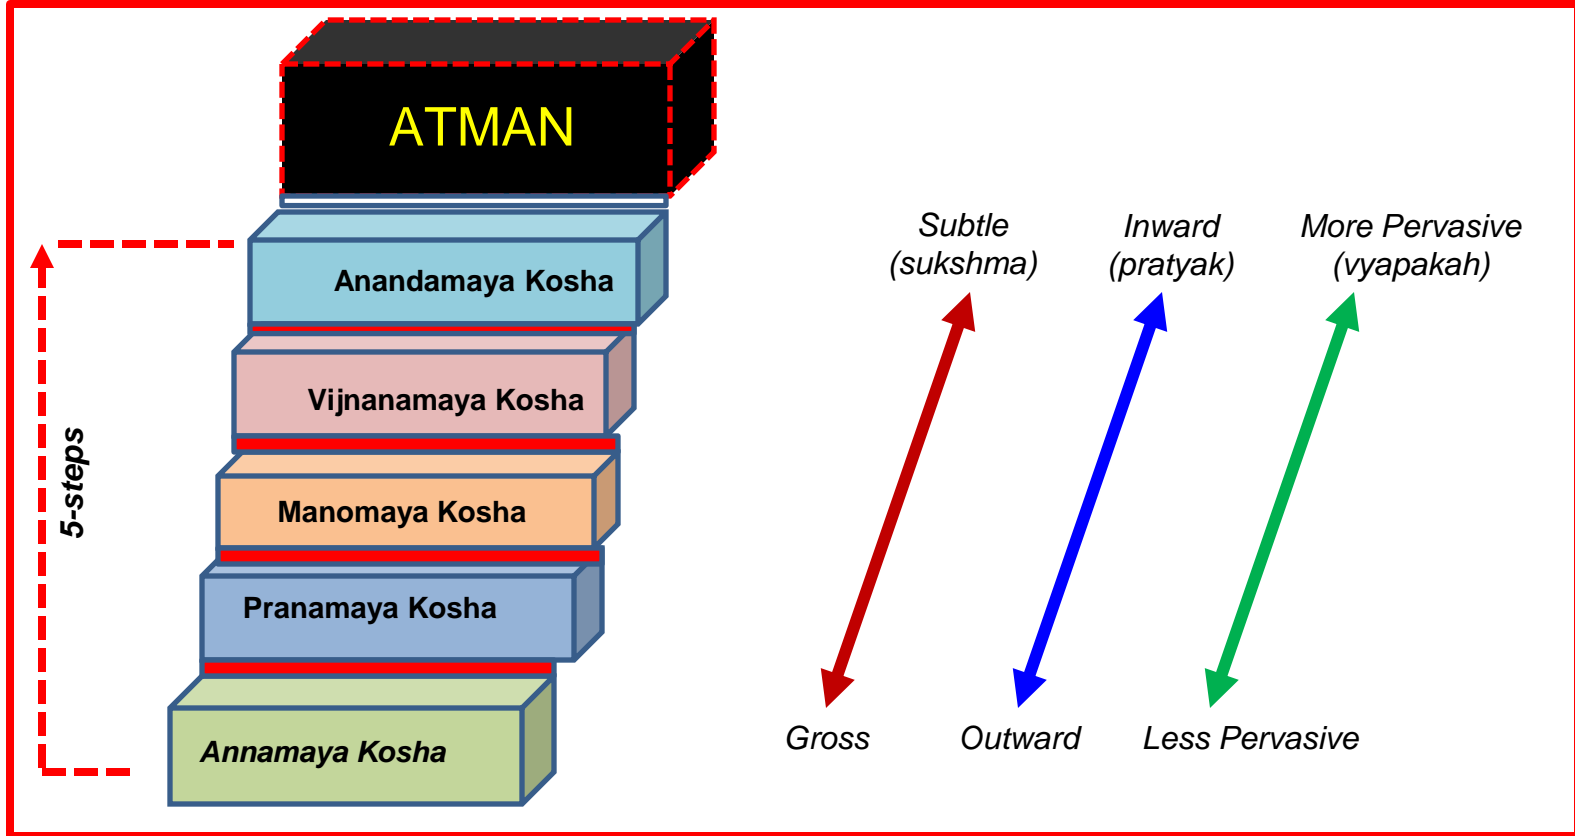 ATMAN
Anandamaya Kosha
Vijnanamaya Kosha
Manomaya Kosha
Pranamaya Kosha
Annamaya Kosha
5-steps
Subtle
(sukshma)
Inward
(pratyak)
More Pervasive
(vyapakah)
Gross
Outward
Less Pervasive